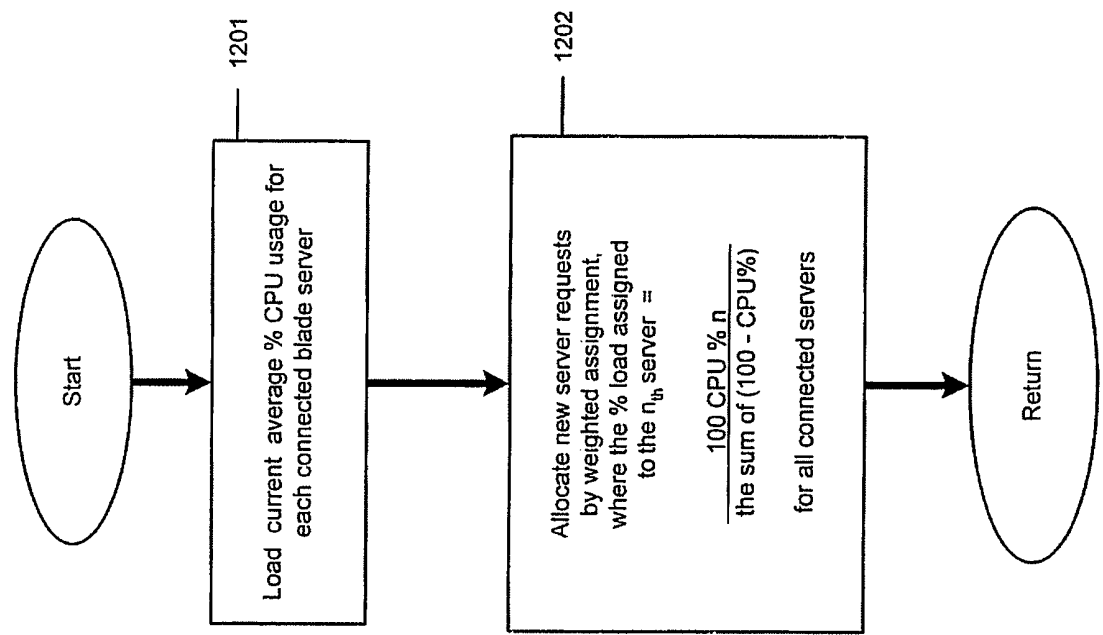 Start
1201
Load current average % CPU usage for
each connected blade server
1202
Allocate new server requests
by weighted assignment,
where the % load assigned
to the nth server =
100 CPU % n
the sum of (100 - CPU%)
for all connected servers
Return